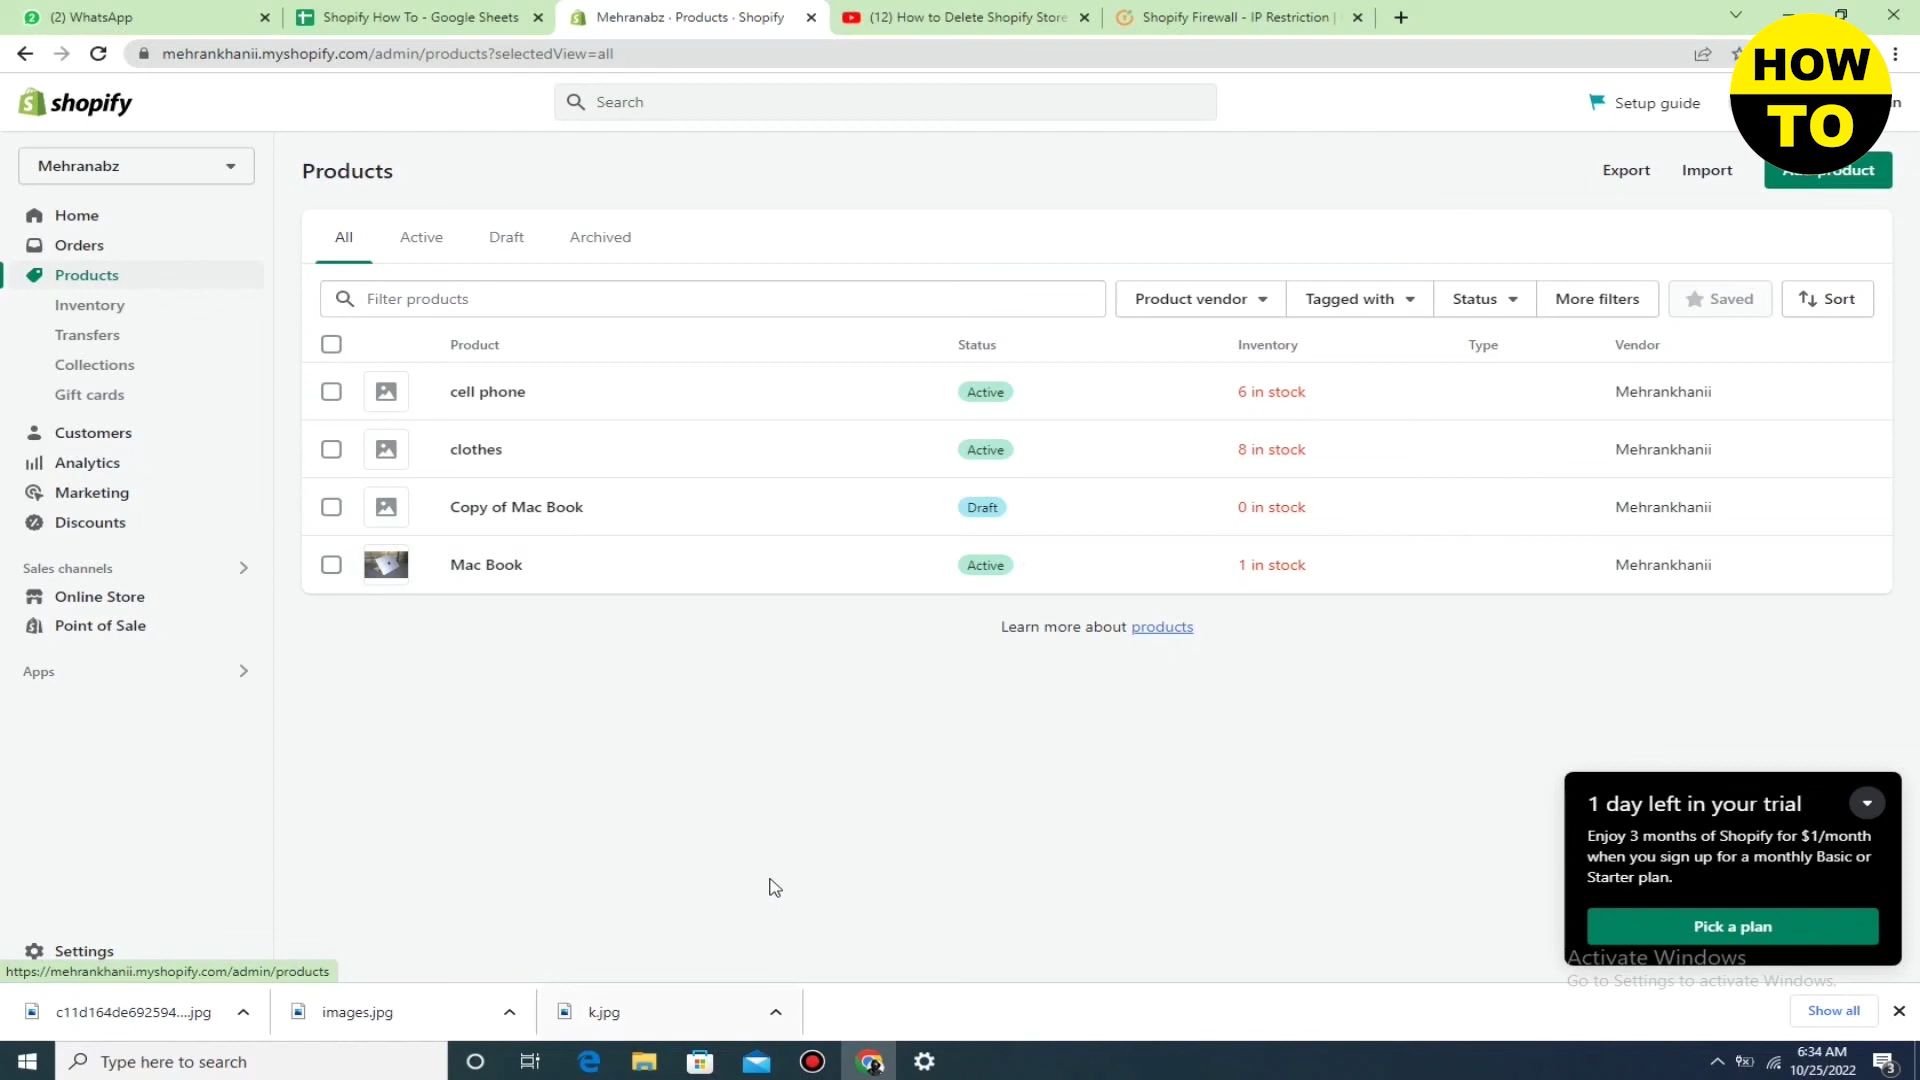 (2) WhatsApp
Shopify How To - Google Sheets
Mehranabz · Products · Shopify
(12) How to Delete Shopify Store
Shopify Firewall - IP Restriction |
mehrankhanii.myshopify.com/admin/products?selectedView=all
HOW
TO
shopify
Search
Setup guide
Mehranabz
Products
Export
Import
Home
Orders
Products
Inventory
Transfers
Collections
Gift cards
Customers
Analytics
Marketing
Discounts
Sales channels
Online Store
Point of Sale
Apps
Settings
All
Active
Draft
Archived
Filter products
Product vendor
Tagged with
Status
More filters
Saved
Sort
Product Status Inventory Type Vendor
cell phone Active 6 in stock Mehrankhanii
clothes Active 8 in stock Mehrankhanii
Copy of Mac Book Draft 0 in stock Mehrankhanii
Mac Book Active 1 in stock Mehrankhanii
Learn more about products
1 day left in your trial
Enjoy 3 months of Shopify for $1/month
when you sign up for a monthly Basic or
Starter plan.
Pick a plan
Activate Windows
Go to Settings to activate Windows.
https://mehrankhanii.myshopify.com/admin/products
c11d164de692594....jpg
images.jpg
k.jpg
Show all
Type here to search
6:34 AM
10/25/2022
3